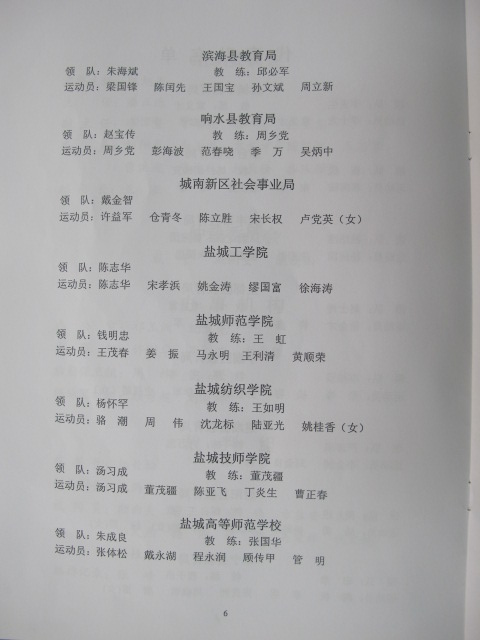 滨海县教育局
领 队：朱海斌 教 练：邱必军
运动员：梁国锋 陈闫先 王国宝 孙文斌 周立新
响水县教育局
领 队：赵宝传 教 练：周乡党
运动员：周乡党 彭海波 范春晓 季 万 吴炳中
城南新区社会事业局
领 队：戴金智
运动员：许益军 仓青冬 陈立胜 宋长权 卢党英（女）
盐城工学院
领 队：陈志华
运动员：陈志华 宋孝浜 姚金涛 缪国富 徐海涛
盐城师范学院
领 队：钱明忠 教 练：王 虹
运动员：王茂春 姜 振 马永明 王利清 黄顺荣
盐城纺织学院
领 队：杨怀罕 教 练：王如明
运动员：骆 潮 周 伟 沈龙标 陆亚光 姚桂香（女）
盐城技师学院
领 队：汤习成 教 练：董茂疆
运动员：汤习成 董茂疆 陈亚飞 丁炎生 曹正春
盐城高等师范学校
领 队：朱成良 教 练：张国华
运动员：张体松 戴永湖 程永润 顾传甲 管 明
6